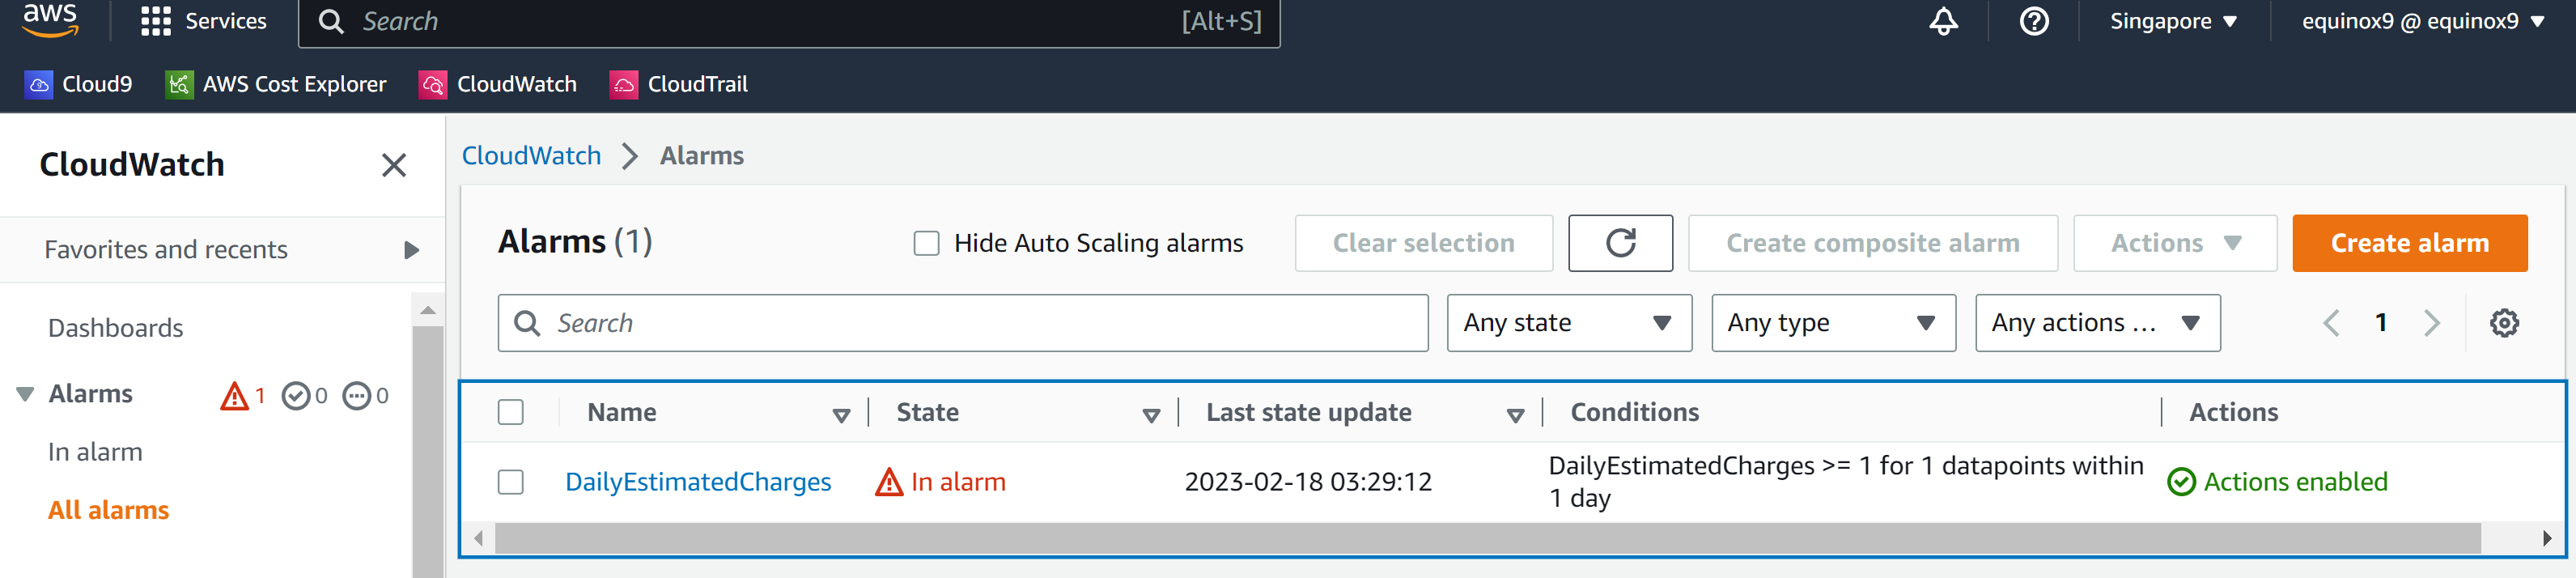 aws
Services
Search
[Alt+S]
Singapore
equinox9 @ equinox9
Cloud9
AWS Cost Explorer
CloudWatch
CloudTrail
CloudWatch
Favorites and recents
Dashboards
Alarms
1
0
0
In alarm
All alarms
CloudWatch
Alarms
Alarms (1)
Hide Auto Scaling alarms
Clear selection
Create composite alarm
Actions
Create alarm
Search
Any state
Any type
Any actions ...
1
Name
State
Last state update
Conditions
Actions
DailyEstimatedCharges
In alarm
2023-02-18 03:29:12
DailyEstimatedCharges >= 1 for 1 datapoints within
1 day
Actions enabled